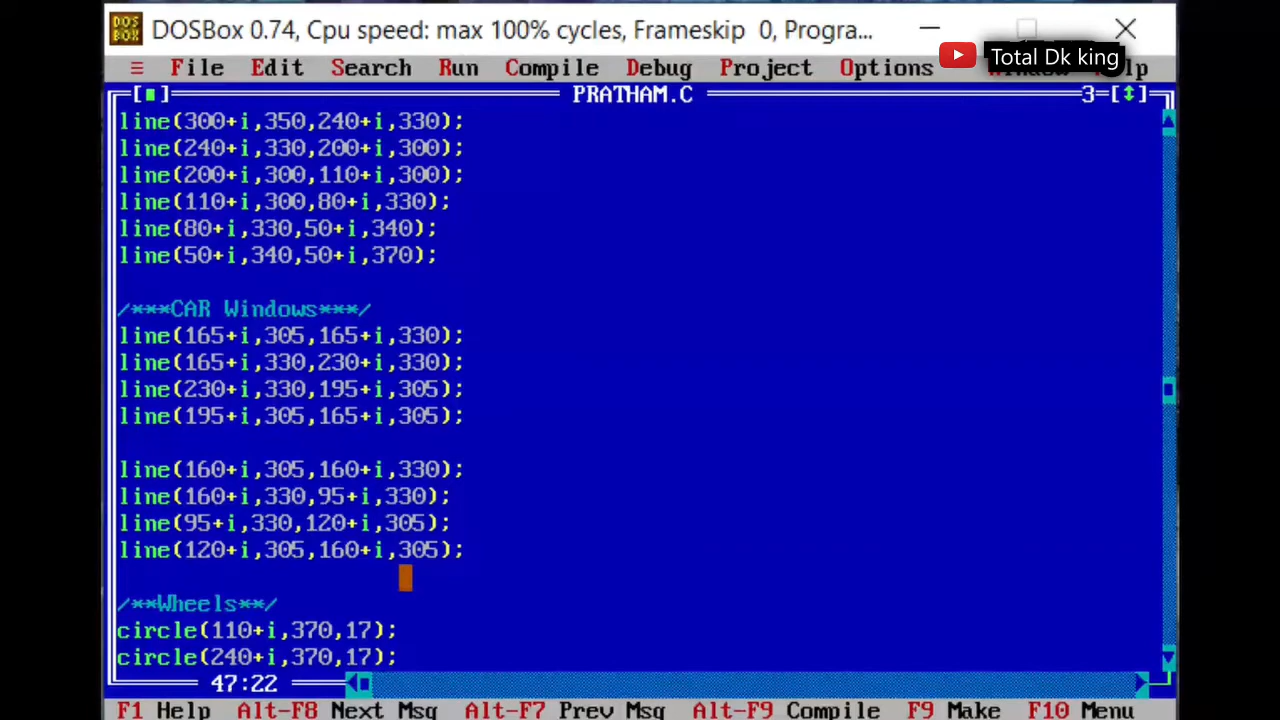 DOSBox 0.74, Cpu speed: max 100% cycles, Frameskip 0, Progra...
Total Dk king
≡ File Edit Search Run Compile Debug Project Options
PRATHAM.C 3
line(300+i,350,240+i,330);
line(240+i,330,200+i,300);
line(200+i,300,110+i,300);
line(110+i,300,80+i,330);
line(80+i,330,50+i,340);
line(50+i,340,50+i,370);
/***CAR Windows***/
line(165+i,305,165+i,330);
line(165+i,330,230+i,330);
line(230+i,330,195+i,305);
line(195+i,305,165+i,305);
line(160+i,305,160+i,330);
line(160+i,330,95+i,330);
line(95+i,330,120+i,305);
line(120+i,305,160+i,305);
/**Wheels**/
circle(110+i,370,17);
circle(240+i,370,17);
47:22
F1 Help Alt-F8 Next Msg Alt-F7 Prev Msg Alt-F9 Compile F9 Make F10 Menu